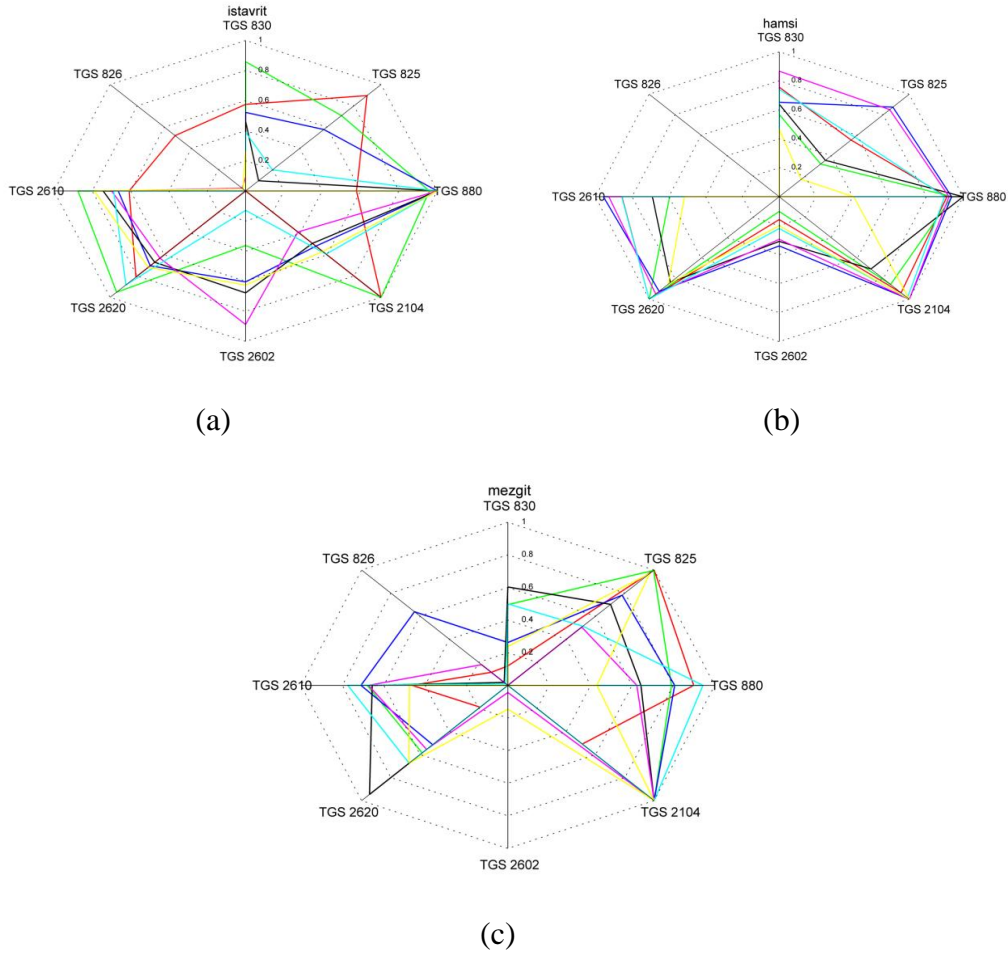 istavrit
TGS 830
1
TGS 826
0.8
TGS 825
0.6
0.4
0.2
TGS 2610
TGS 880
TGS 2620
TGS 2104
TGS 2602
(a)
hamsi
TGS 830
1
TGS 826
0.8
TGS 825
0.6
0.4
0.2
TGS 2610
TGS 880
TGS 2620
TGS 2104
TGS 2602
(b)
mezgit
TGS 830
1
TGS 826
0.8
TGS 825
0.6
0.4
0.2
TGS 2610
TGS 880
TGS 2620
TGS 2104
TGS 2602
(c)